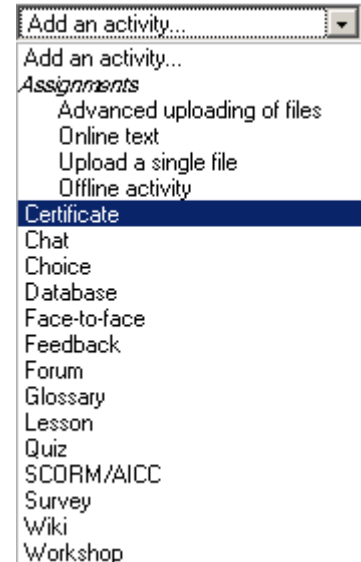 Add an activity...
Add an activity...
Assignments
Advanced uploading of files
Online text
Upload a single file
Offline activity
Certificate
Chat
Choice
Database
Face-to-face
Feedback
Forum
Glossary
Lesson
Quiz
SCORM/AICC
Survey
Wiki
Workshop